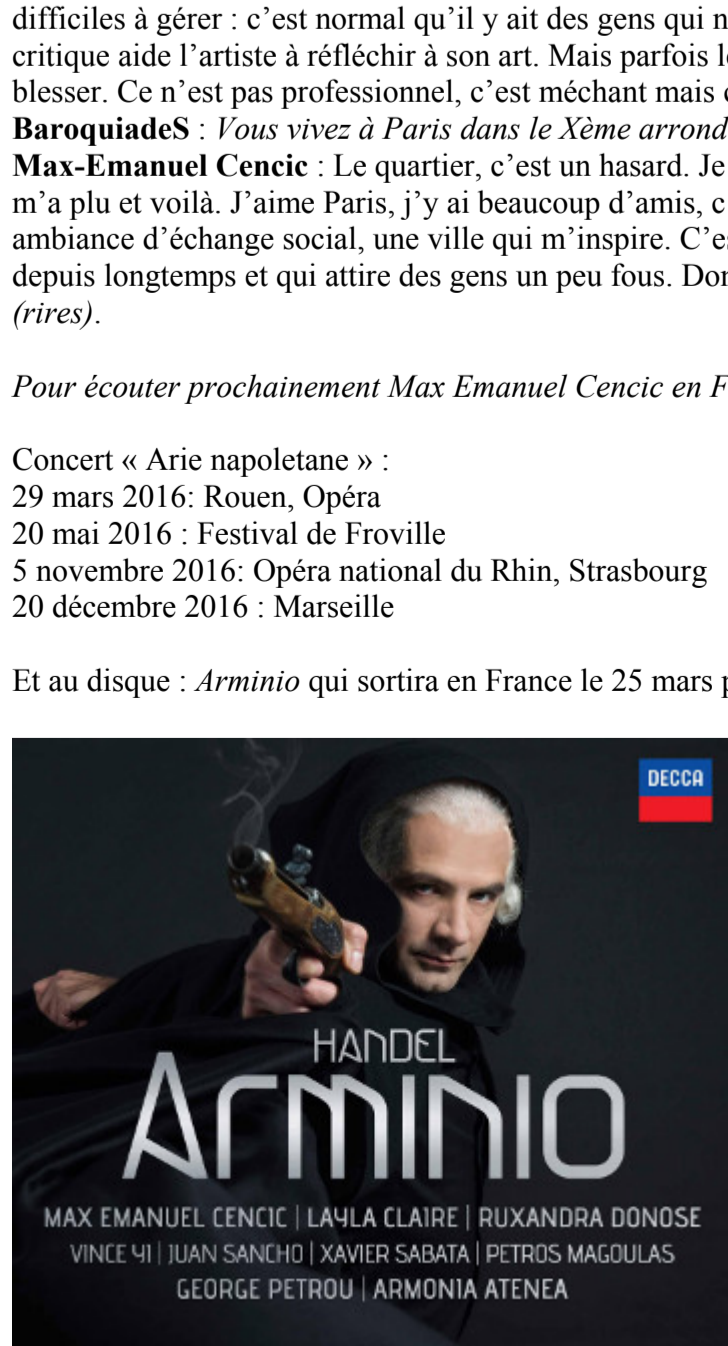 difficiles à gérer : c’est normal qu’il y ait des gens qui n
critique aide l’artiste à réfléchir à son art. Mais parfois l
blesser. Ce n’est pas professionnel, c’est méchant mais
BaroquiadeS : Vous vivez à Paris dans le Xème arrond
Max-Emanuel Cencic : Le quartier, c’est un hasard. Je
m’a plu et voilà. J’aime Paris, j’y ai beaucoup d’amis, c
ambiance d’échange social, une ville qui m’inspire. C’es
depuis longtemps et qui attire des gens un peu fous. Don
(rires).
Pour écouter prochainement Max Emanuel Cencic en F
Concert « Arie napoletane » :
29 mars 2016: Rouen, Opéra
20 mai 2016 : Festival de Froville
5 novembre 2016: Opéra national du Rhin, Strasbourg
20 décembre 2016 : Marseille
Et au disque : Arminio qui sortira en France le 25 mars p
DECCA
HANDEL
ARMINIO
MAX EMANUEL CENCIC | LAYLA CLAIRE | RUXANDRA DONOSE
VINCE YI | JUAN SANCHO | XAVIER SABATA | PETROS MAGOULAS
GEORGE PETROU | ARMONIA ATENEA